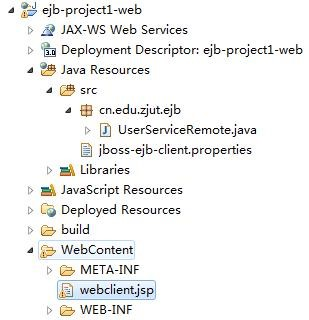 ejb-project1-web
JAX-WS Web Services
Deployment Descriptor: ejb-project1-web
Java Resources
src
cn.edu.zjut.ejb
UserServiceRemote.java
jboss-ejb-client.properties
Libraries
JavaScript Resources
Deployed Resources
build
WebContent
META-INF
webclient.jsp
WEB-INF